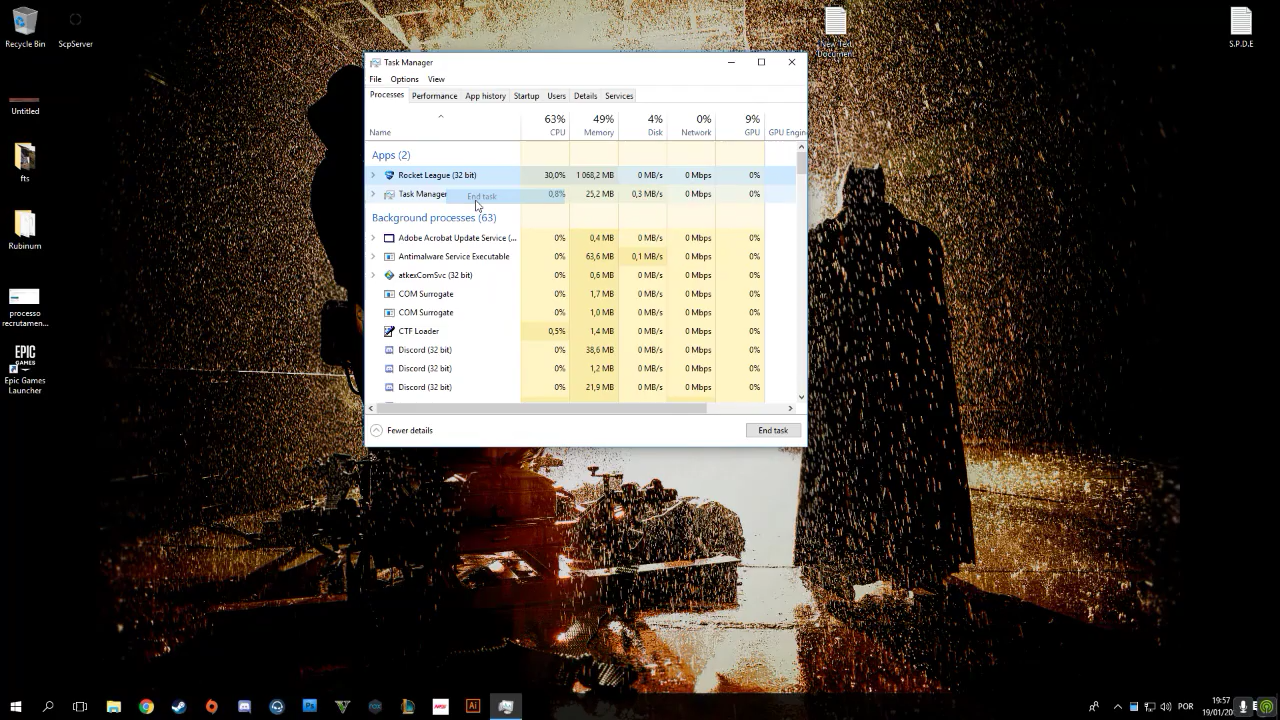 Recycle Bin
ScpServer
New Text
Document
S.P.D.E
Untitled
fts
Rubinum
processo
recrutamen...
EPIC
GAMES
Epic Games
Launcher
Task Manager
File Options View
Processes Performance App history Startup Users Details Services
63% 49% 4% 0% 9%
Name CPU Memory Disk Network GPU GPU Engin
Apps (2)
Rocket League (32 bit) 30,0% 1 068,2 MB 0 MB/s 0 Mbps 0%
Task Manager 0,8% 25,2 MB 0,3 MB/s 0 Mbps 0%
End task
Background processes (63)
Adobe Acrobat Update Service (... 0% 0,4 MB 0 MB/s 0 Mbps 0%
Antimalware Service Executable 0% 63,6 MB 0,1 MB/s 0 Mbps 0%
atkexComSvc (32 bit) 0% 0,6 MB 0 MB/s 0 Mbps 0%
COM Surrogate 0% 1,7 MB 0 MB/s 0 Mbps 0%
COM Surrogate 0% 1,0 MB 0 MB/s 0 Mbps 0%
CTF Loader 0,5% 1,4 MB 0 MB/s 0 Mbps 0%
Discord (32 bit) 0% 38,6 MB 0 MB/s 0 Mbps 0%
Discord (32 bit) 0% 1,2 MB 0 MB/s 0 Mbps 0%
Discord (32 bit) 0% 21,9 MB 0 MB/s 0 Mbps 0%
Fewer details End task
Ps
Ai
POR
19:57
19/01/20